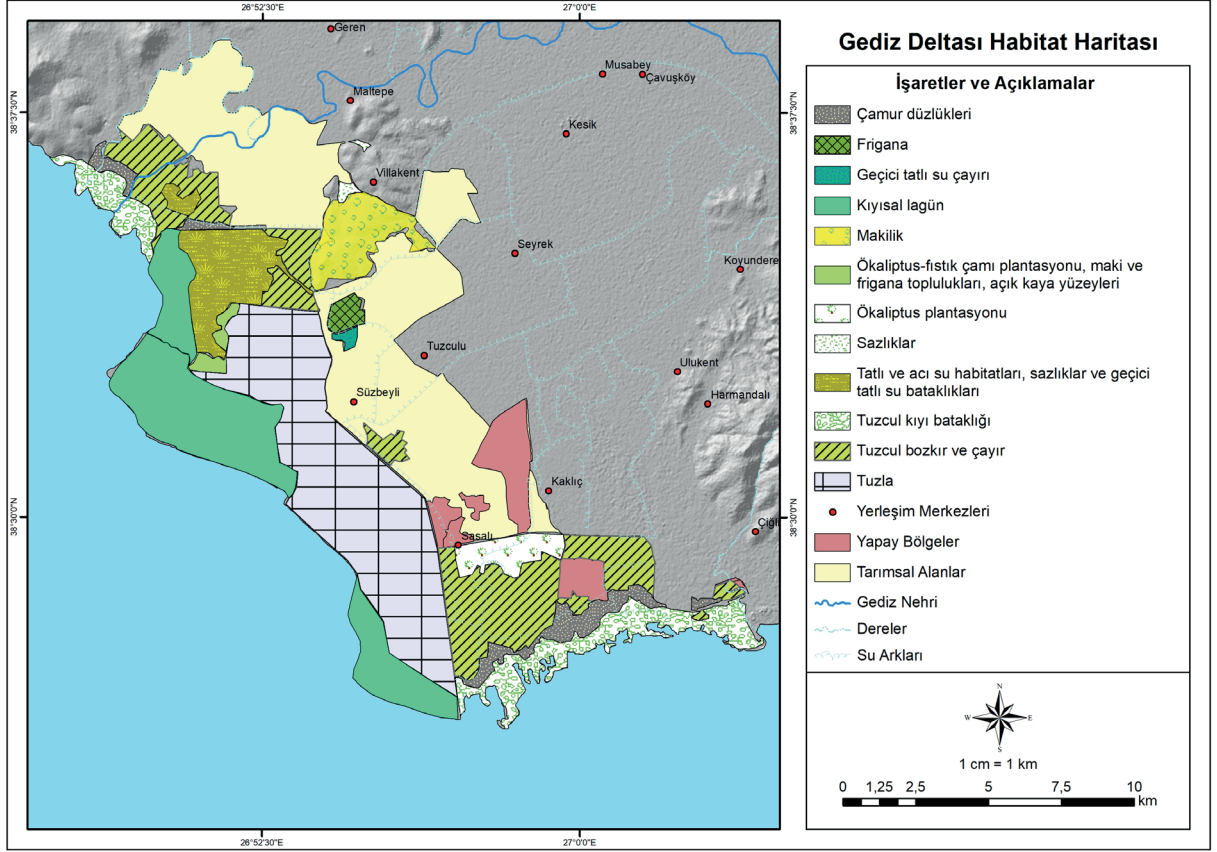 26°52'30"E
27°0'0"E
Geren
Musabey
Çavuşköy
Maltepe
38°37'30"N
38°37'30"N
Kesik
Villakent
Seyrek
Koyundere
Tuzculu
Ulukent
Süzbeyli
Harmandalı
Kaklıç
38°30'0"N
38°30'0"N
Çiğli
Sasalı
26°52'30"E
27°0'0"E
Gediz Deltası Habitat Haritası
İşaretler ve Açıklamalar
Çamur düzlükleri
Frigana
Geçici tatlı su çayırı
Kıyısal lagün
Makilik
Ökaliptus-fıstık çamı plantasyonu, maki ve
frigana toplulukları, açık kaya yüzeyleri
Ökaliptus plantasyonu
Sazlıklar
Tatlı ve acı su habitatları, sazlıklar ve geçici
tatlı su bataklıkları
Tuzcul kıyı bataklığı
Tuzcul bozkır ve çayır
Tuzla
Yerleşim Merkezleri
Yapay Bölgeler
Tarımsal Alanlar
Gediz Nehri
Dereler
Su Arkları
N
W E
S
1 cm = 1 km
0 1,25 2,5 5 7,5 10
km